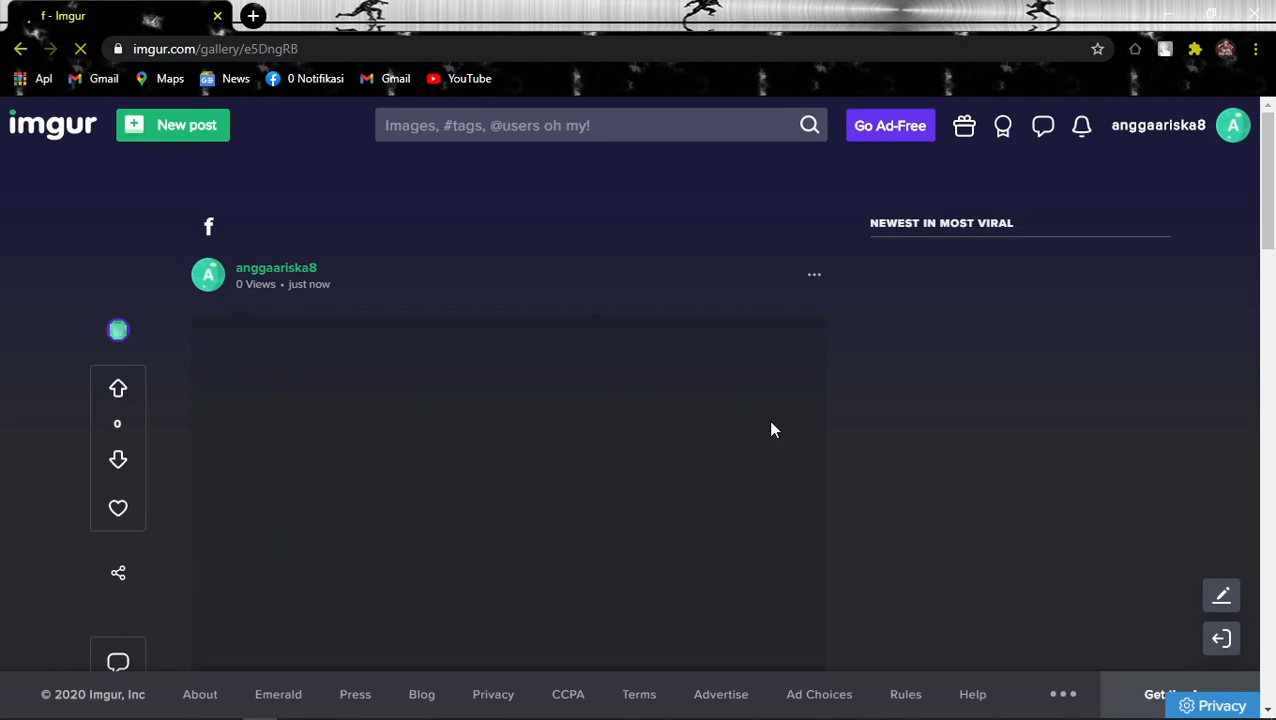 f - Imgur
imgur.com/gallery/e5DngRB
Apl Gmail Maps News 0 Notifikasi Gmail YouTube
imgur New post Images, #tags, @users oh my! Go Ad-Free anggaariska8 A
f
NEWEST IN MOST VIRAL
A anggaariska8
0 Views • just now
0
© 2020 Imgur, Inc About Emerald Press Blog Privacy CCPA Terms Advertise Ad Choices Rules Help Get
Privacy